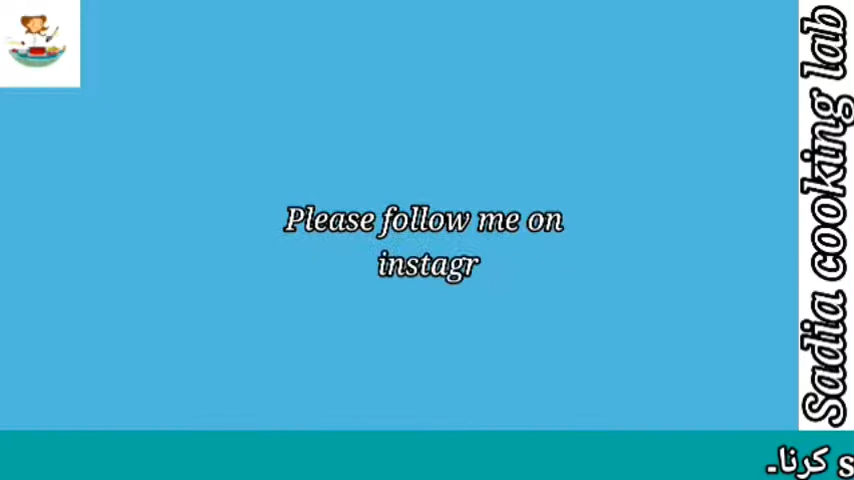 Please follow me on
instagr
Sadia cooking lab
کرنا۔